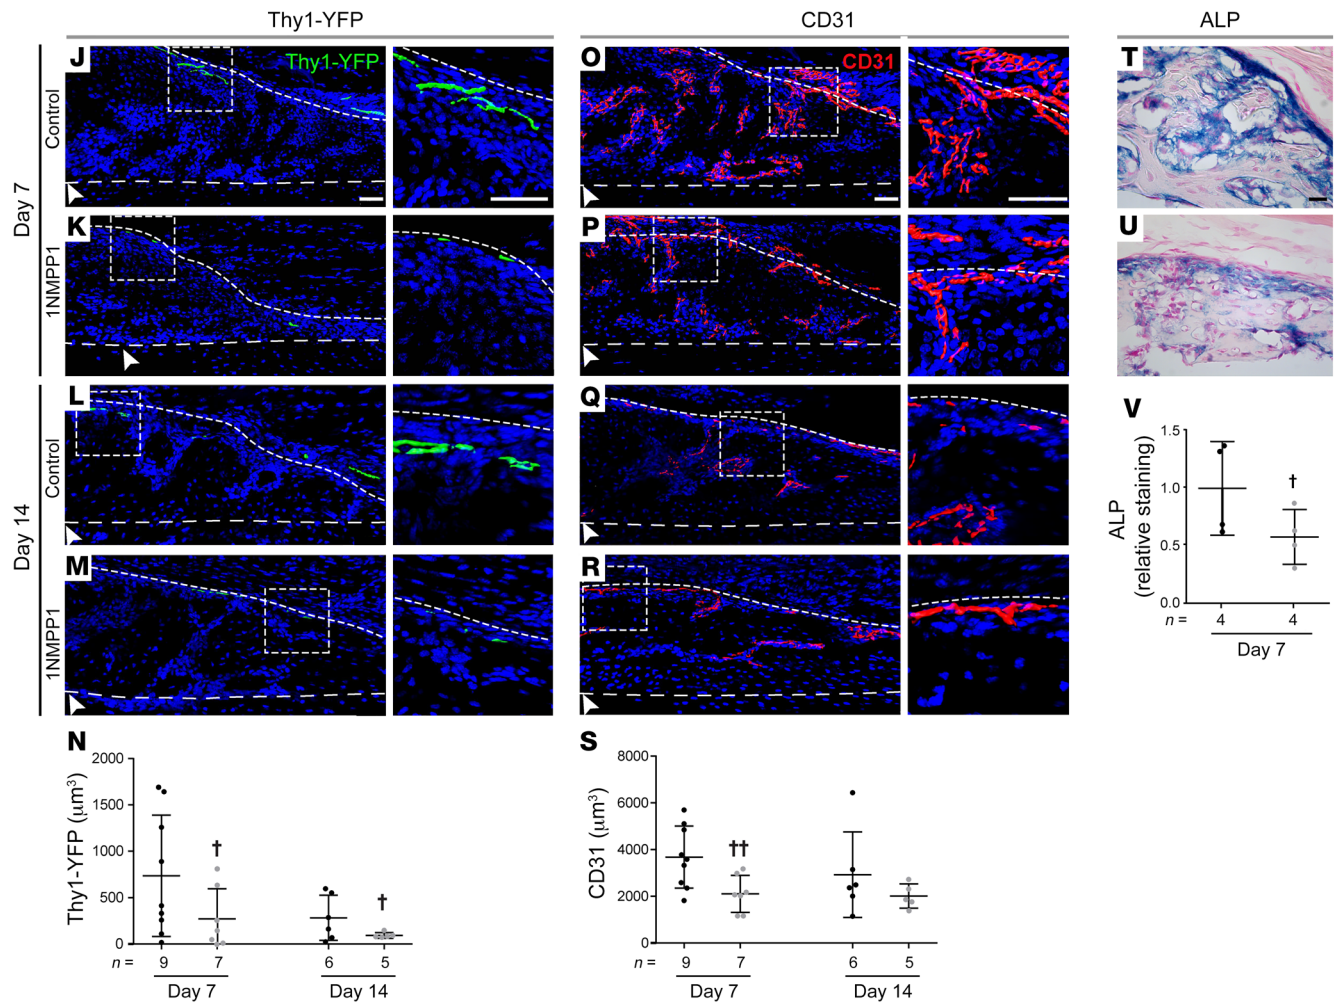 Thy1-YFP CD31 ALP
Day 7
Control
J Thy1-YFP
O CD31
T
1NMPP1
K
P
U
Day 14
Control
L
Q
1NMPP1
M
R
V
ALP
(relative staining)
1.5
1.0
0.5
0.0
†
n = 4 4
Day 7
N
Thy1-YFP (μm³)
2000
1500
1000
500
0
†
†
n = 9 7 6 5
Day 7 Day 14
S
CD31 (μm³)
8000
6000
4000
2000
0
††
n = 9 7 6 5
Day 7 Day 14